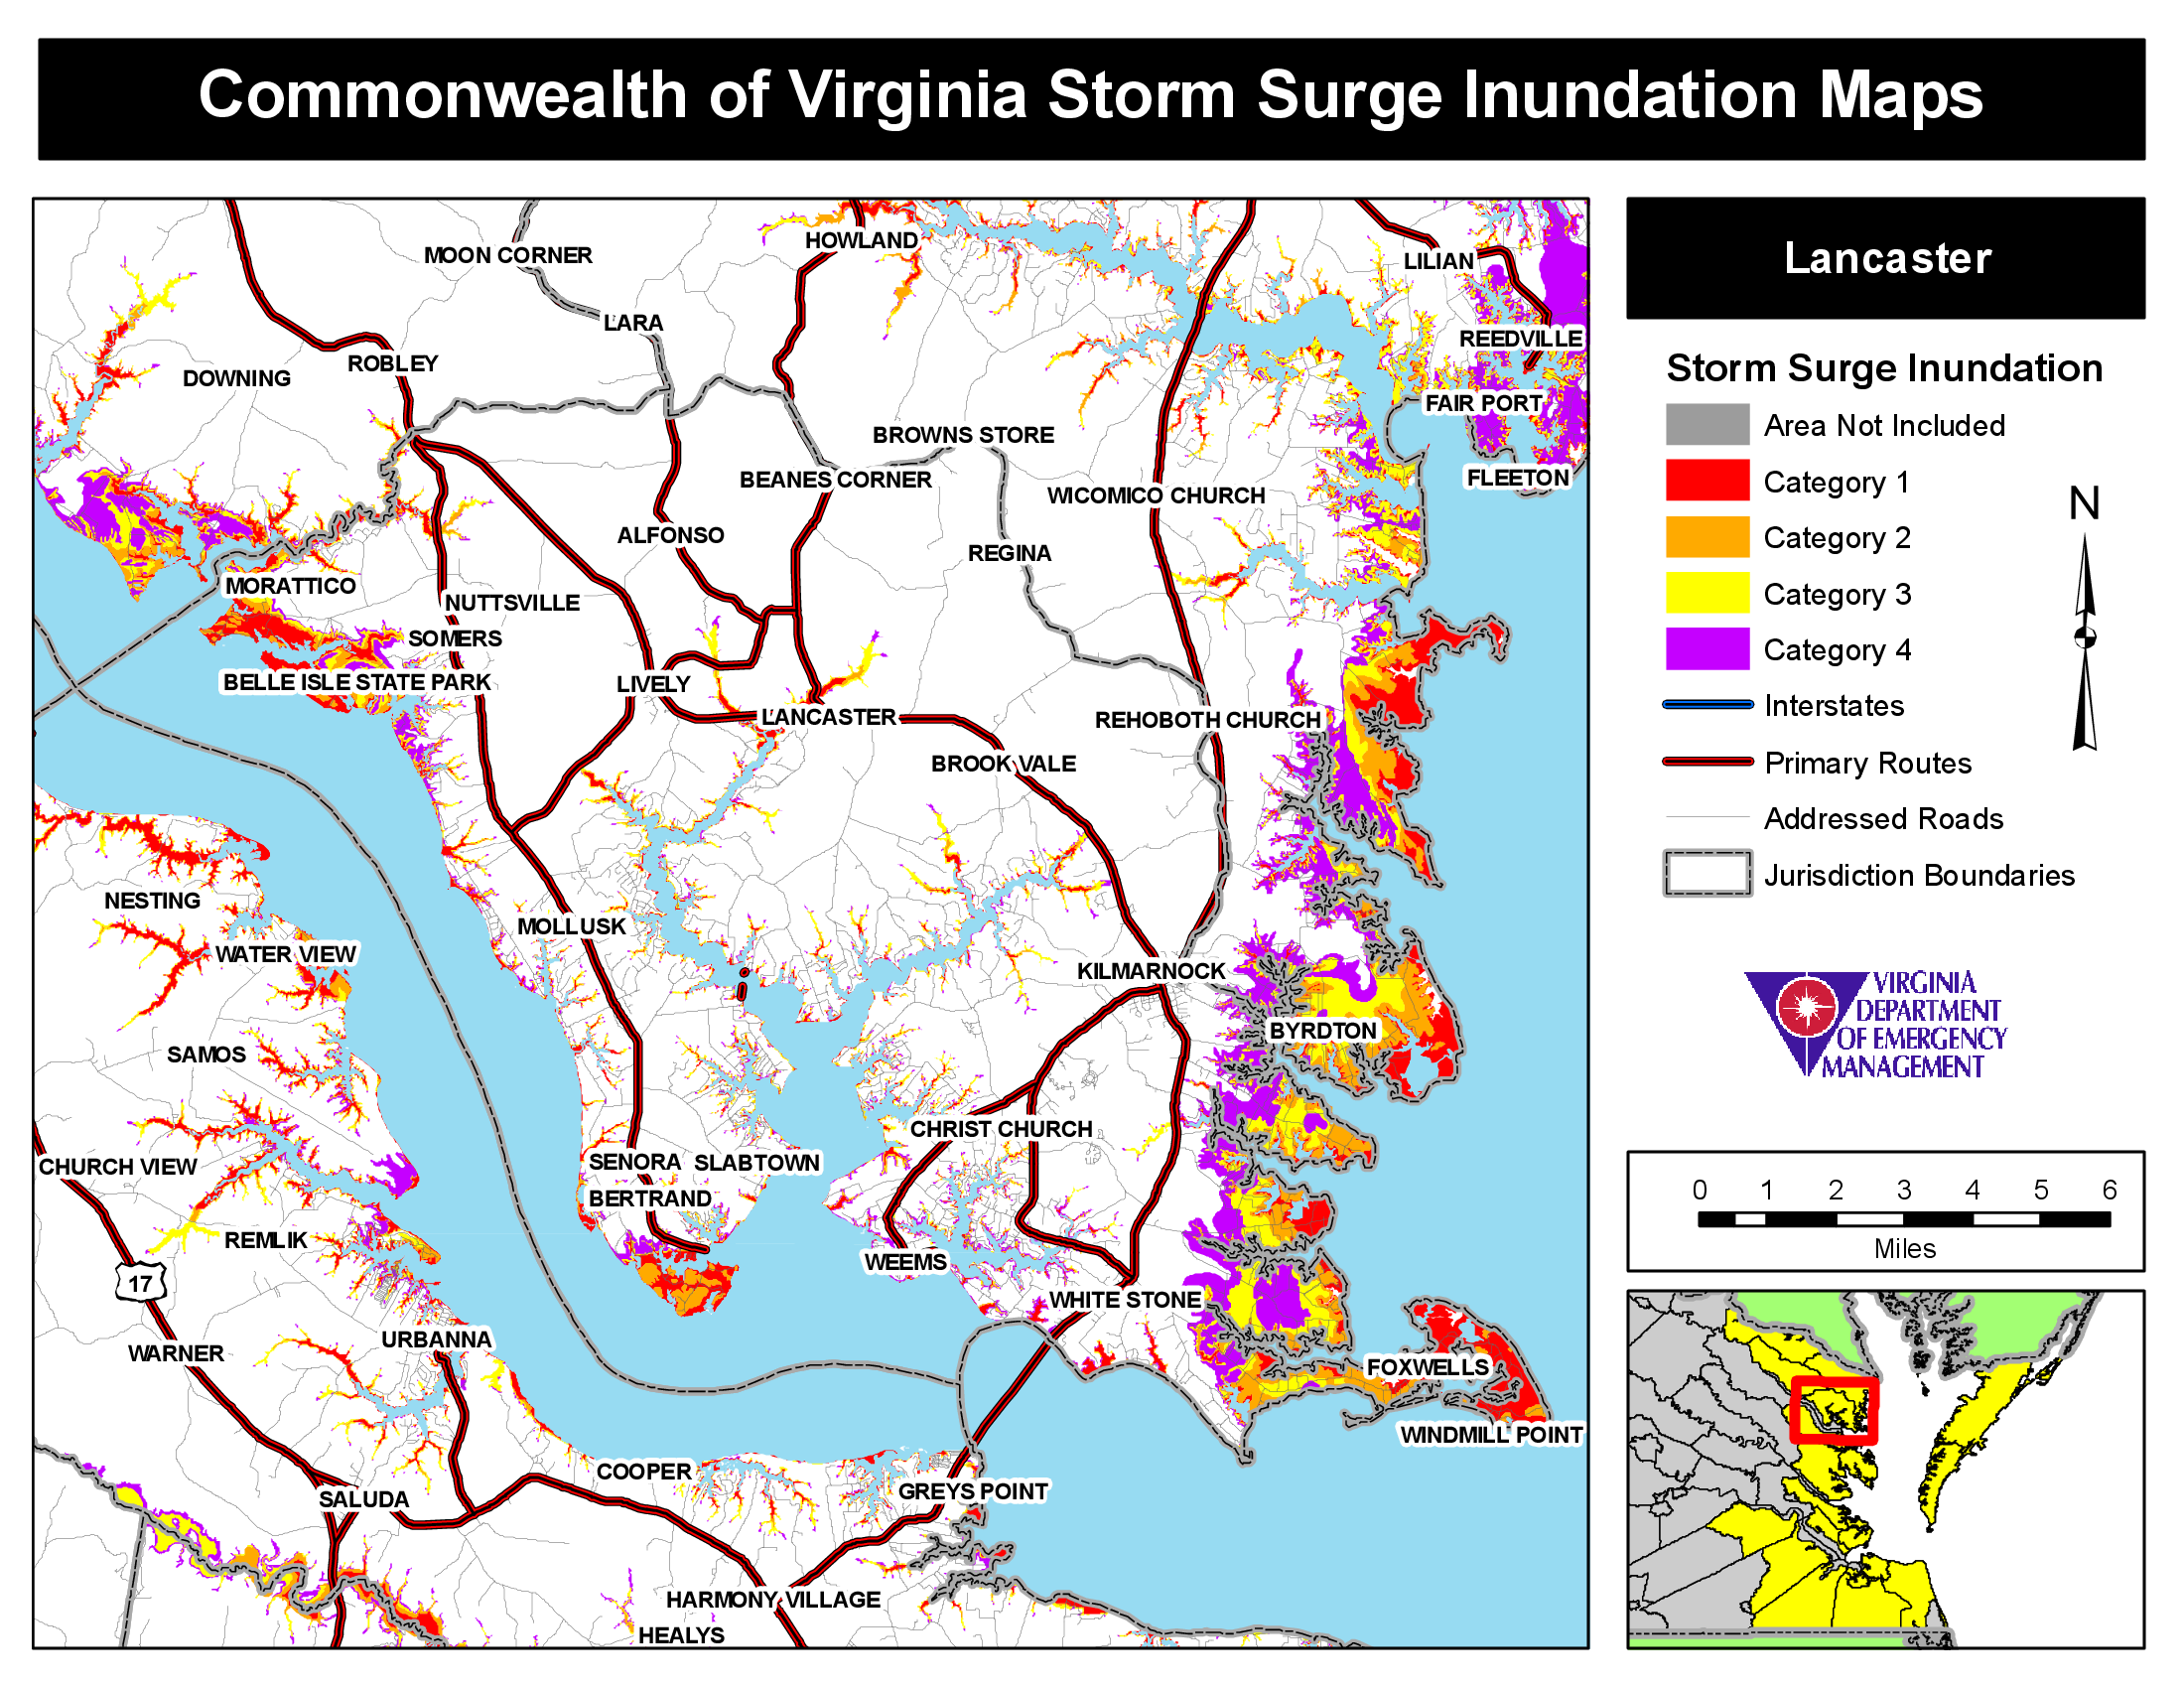 Commonwealth of Virginia Storm Surge Inundation Maps
Lancaster
Storm Surge Inundation
Area Not Included
Category 1
Category 2
Category 3
Category 4
Interstates
Primary Routes
Addressed Roads
Jurisdiction Boundaries
N
VIRGINIA
DEPARTMENT
OF EMERGENCY
MANAGEMENT
0 1 2 3 4 5 6
Miles
HOWLAND
MOON CORNER
LILIAN
LARA
REEDVILLE
ROBLEY
DOWNING
FAIR PORT
BROWNS STORE
BEANES CORNER
FLEETON
WICOMICO CHURCH
ALFONSO
REGINA
MORATTICO
NUTTSVILLE
SOMERS
BELLE ISLE STATE PARK
LIVELY
LANCASTER
REHOBOTH CHURCH
BROOK VALE
NESTING
MOLLUSK
WATER VIEW
KILMARNOCK
BYRDTON
SAMOS
CHRIST CHURCH
CHURCH VIEW
SENORA
SLABTOWN
BERTRAND
REMLIK
WEEMS
17
WHITE STONE
URBANNA
WARNER
FOXWELLS
WINDMILL POINT
COOPER
GREYS POINT
SALUDA
HARMONY VILLAGE
HEALYS